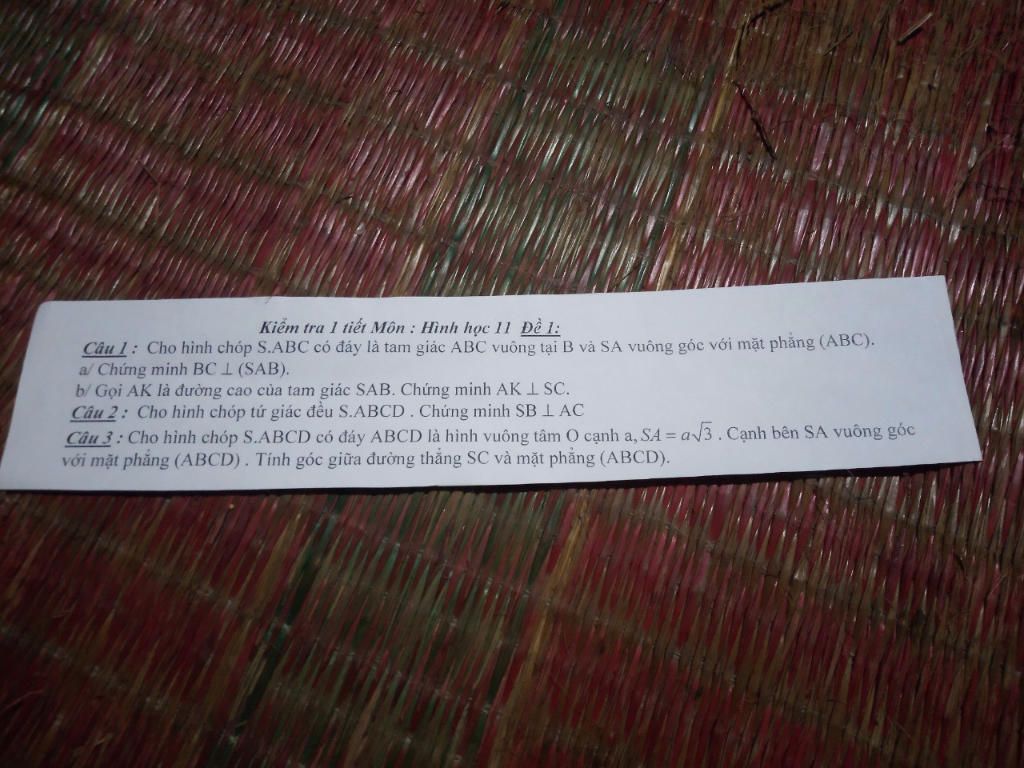 Kiểm tra 1 tiết Môn : Hình học 11 Đề 1:
Câu 1 : Cho hình chóp S.ABC có đáy là tam giác ABC vuông tại B và SA vuông góc với mặt phẳng (ABC).
a/ Chứng minh BC ⊥ (SAB).
b/ Gọi AK là đường cao của tam giác SAB. Chứng minh AK ⊥ SC.
Câu 2 : Cho hình chóp tứ giác đều S.ABCD . Chứng minh SB ⊥ AC
Câu 3 : Cho hình chóp S.ABCD có đáy ABCD là hình vuông tâm O cạnh a, SA = a√3 . Cạnh bên SA vuông góc
với mặt phẳng (ABCD) . Tính góc giữa đường thẳng SC và mặt phẳng (ABCD).